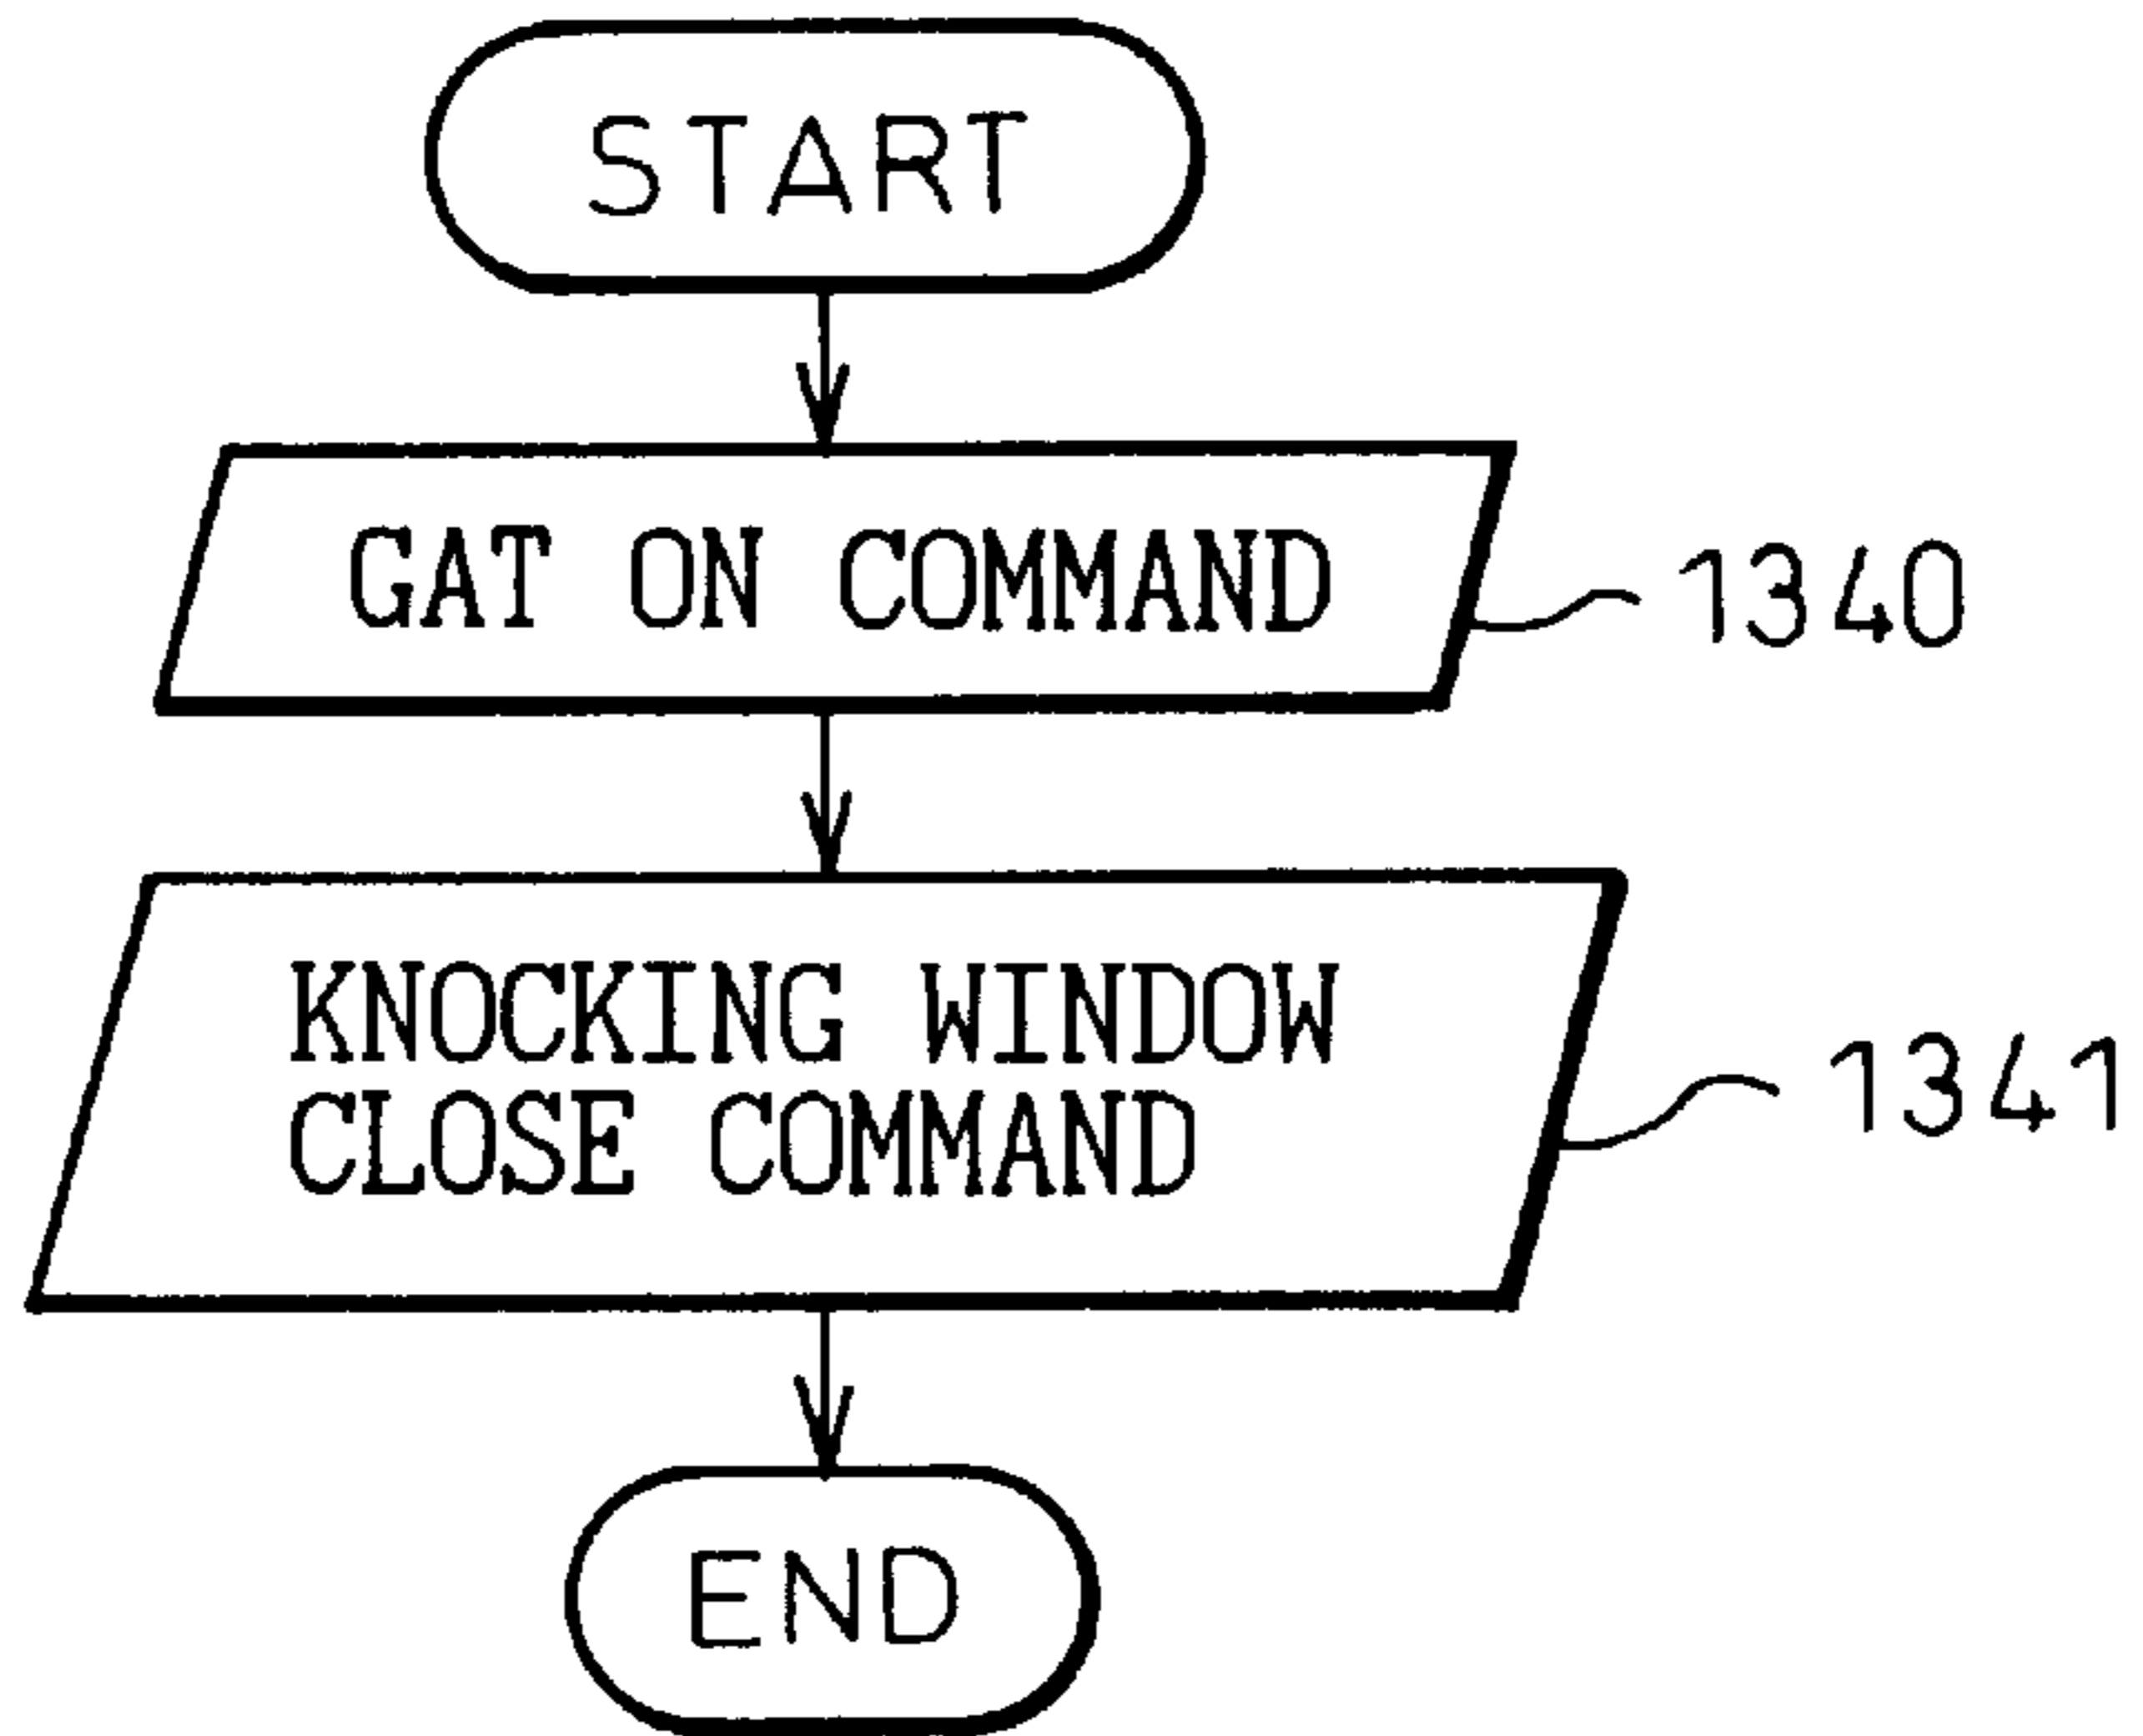 START
GAT ON COMMAND
1340
KNOCKING WINDOW
CLOSE COMMAND
1341
END